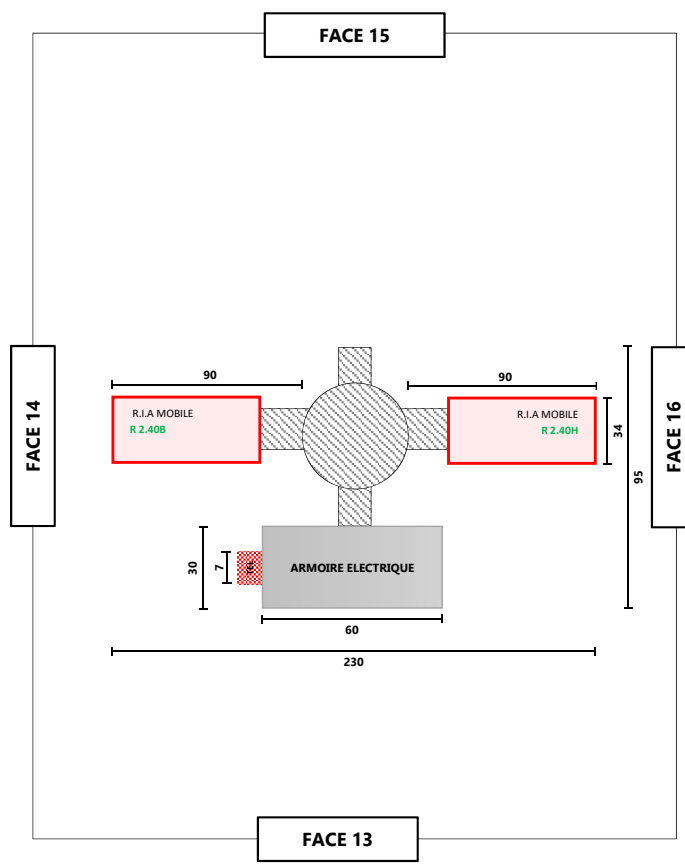 FACE 15
90
90
R.I.A MOBILE
R 2.40B
R.I.A MOBILE
R 2.40H
34
FACE 14
FACE 16
95
30
7
TEL
ARMOIRE ELECTRIQUE
60
230
FACE 13